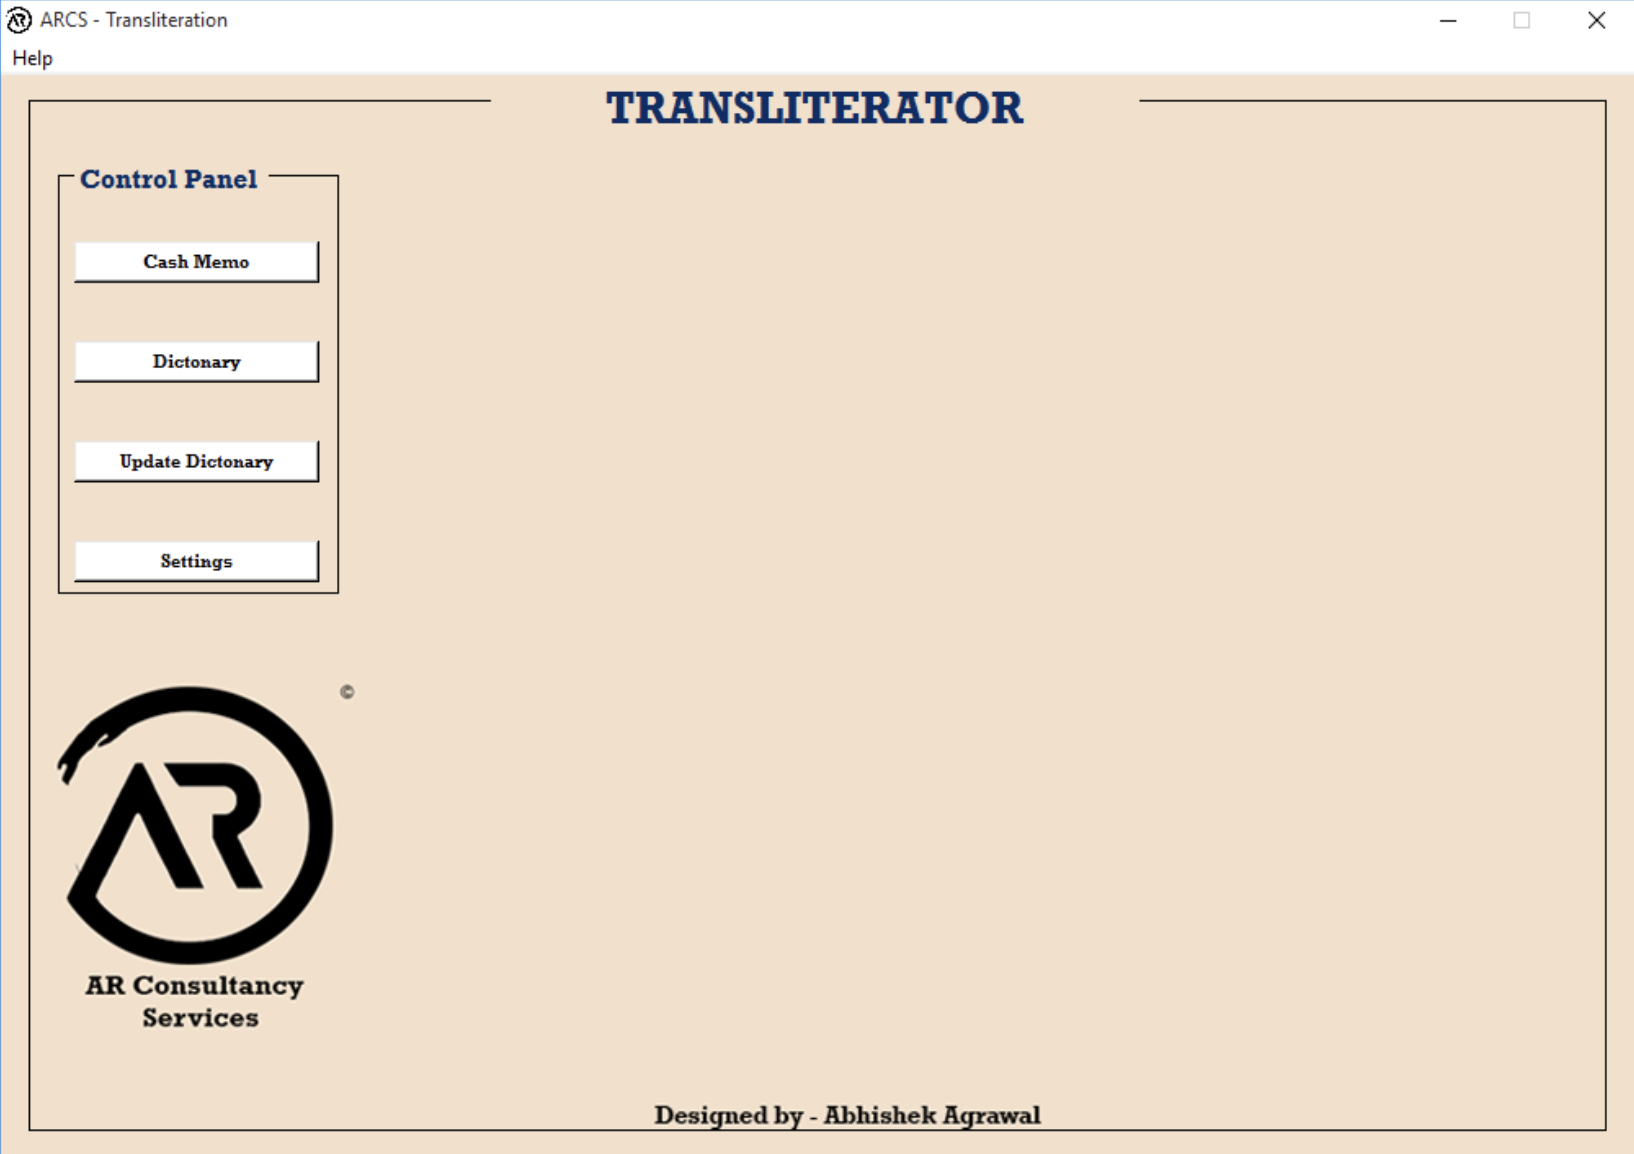 ARCS - Transliteration
Help
TRANSLITERATOR
Control Panel
Cash Memo
Dictonary
Update Dictonary
Settings
©
AR
AR Consultancy
Services
Designed by - Abhishek Agrawal